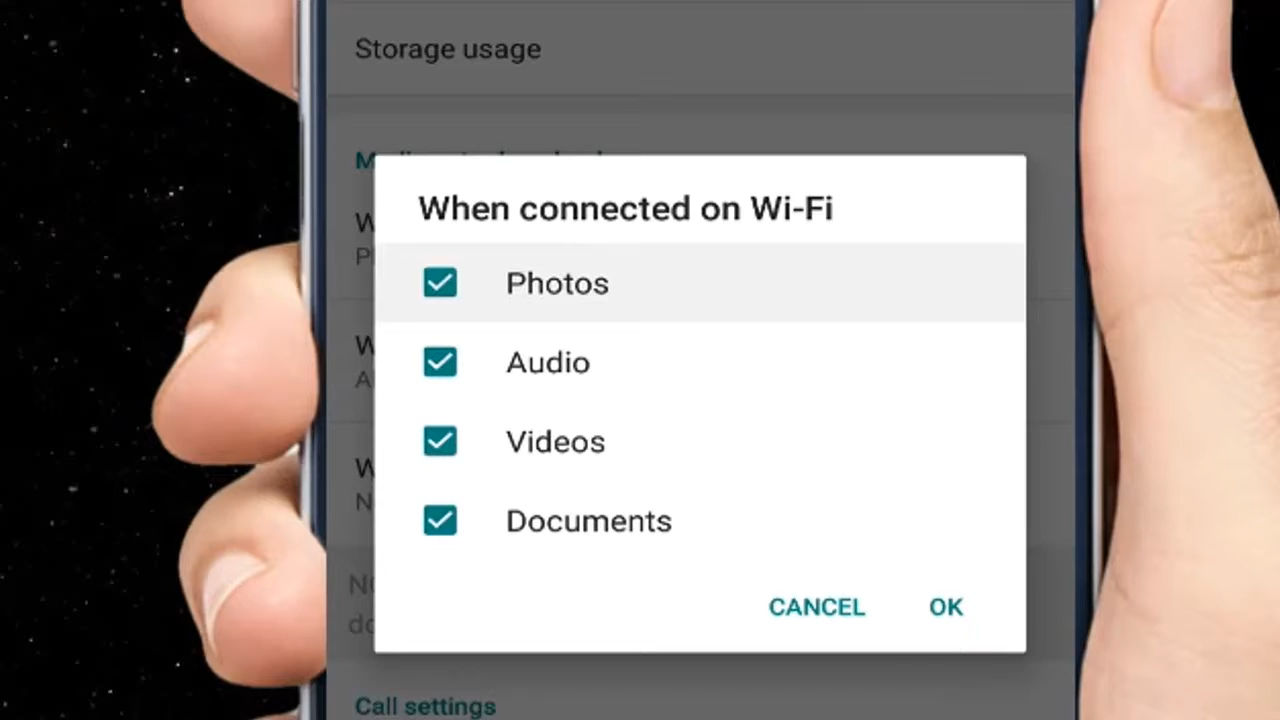 Storage usage
When connected on Wi-Fi
Photos
Audio
Videos
Documents
CANCEL
OK
Call settings